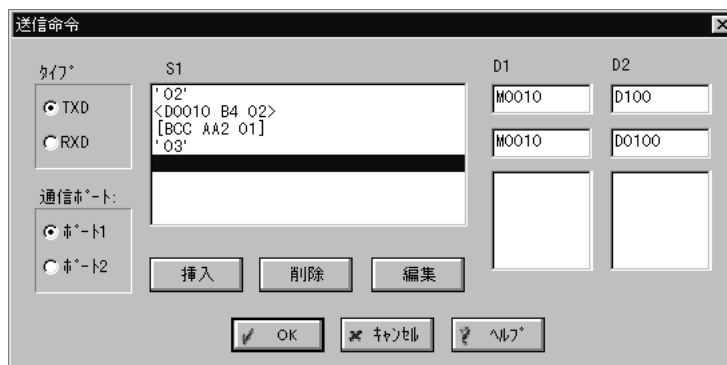 送信命令
ﾀｲﾌﾟ
TXD
RXD
通信ﾎﾟｰﾄ:
ﾎﾟｰﾄ1
ﾎﾟｰﾄ2
S1
'02'
<D0010 B4 02>
[BCC AA2 01]
'03'
挿入
削除
編集
D1
M0010
M0010
D2
D100
D0100
OK
ｷｬﾝｾﾙ
ﾍﾙﾌﾟ